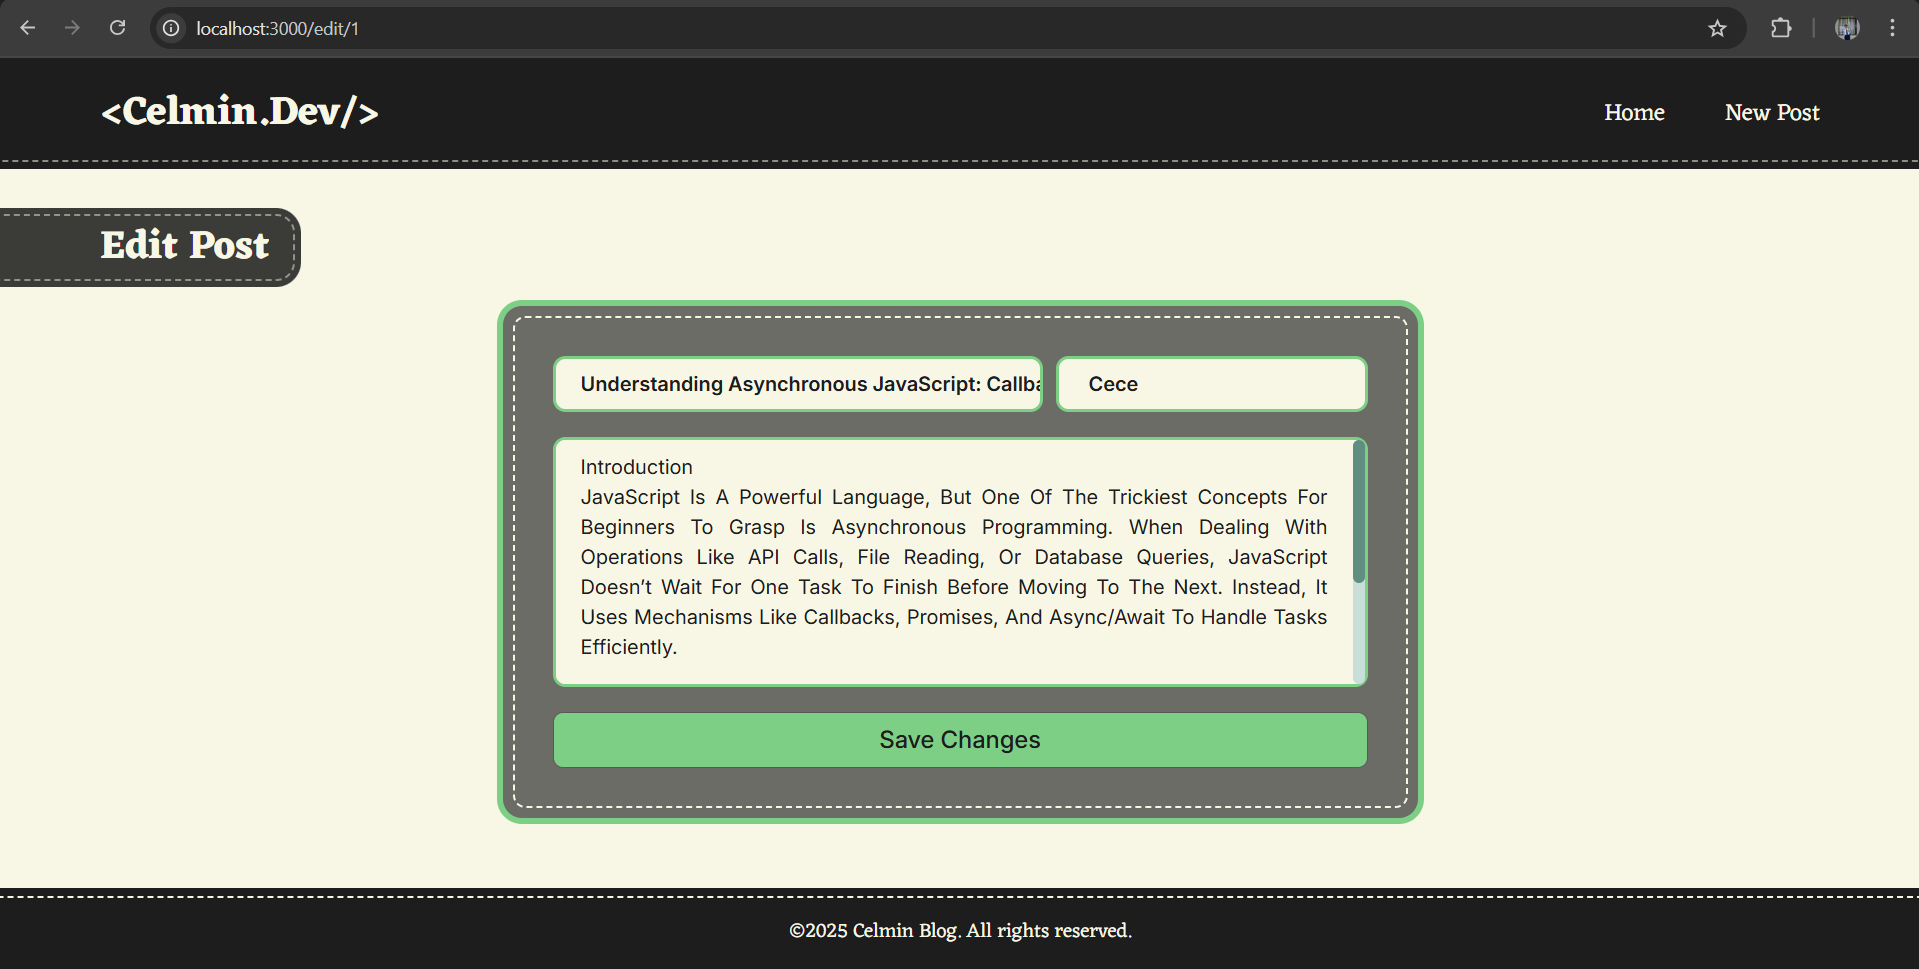 localhost:3000/edit/1
<Celmin.Dev/>
Home
New Post
Edit Post
Understanding Asynchronous JavaScript: Callba
Cece
Introduction
JavaScript Is A Powerful Language, But One Of The Trickiest Concepts For
Beginners To Grasp Is Asynchronous Programming. When Dealing With
Operations Like API Calls, File Reading, Or Database Queries, JavaScript
Doesn’t Wait For One Task To Finish Before Moving To The Next. Instead, It
Uses Mechanisms Like Callbacks, Promises, And Async/Await To Handle Tasks
Efficiently.
Save Changes
©2025 Celmin Blog. All rights reserved.